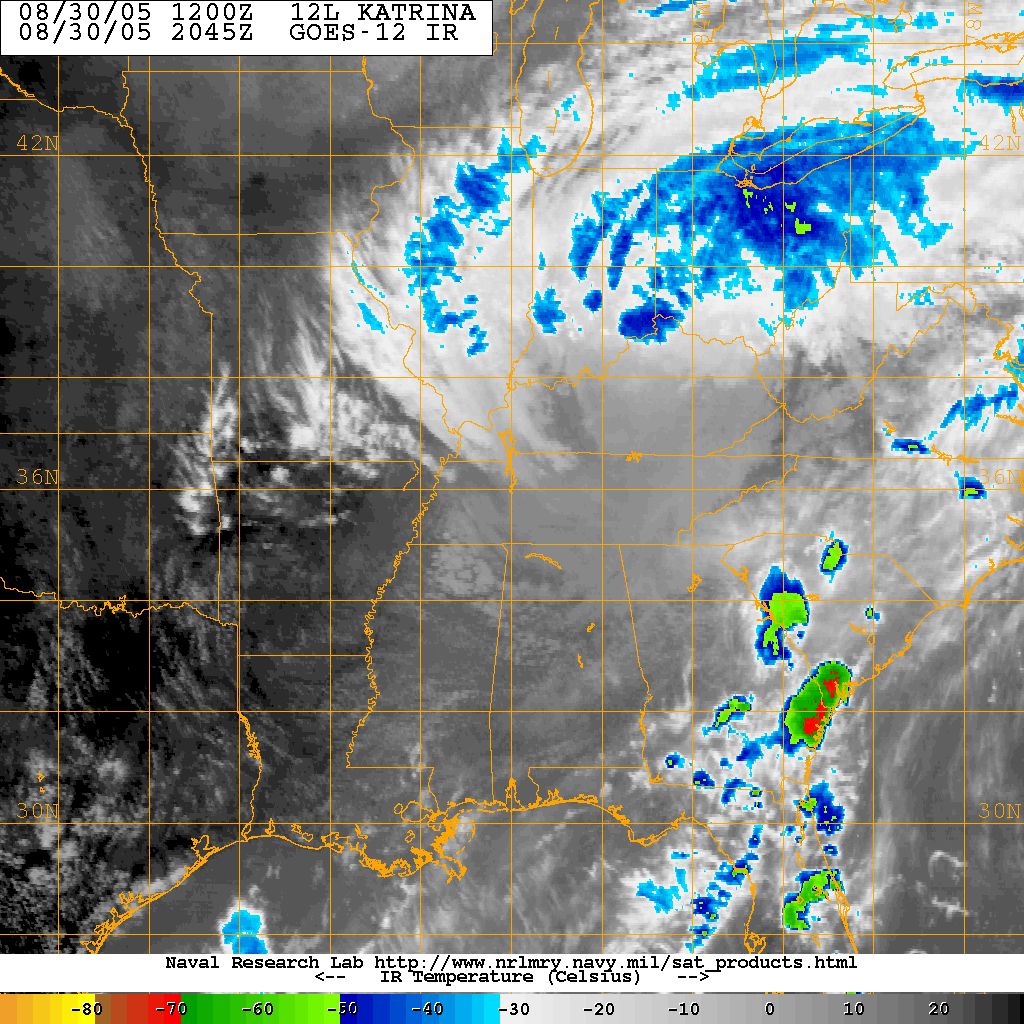 08/30/05 1200Z 12L KATRINA
08/30/05 2045Z GOES-12 IR
78W
42N 42N
36N 36N
30N 30N
Naval Research Lab http://www.nrlmry.navy.mil/sat_products.html
<-- IR Temperature (Celsius) -->
-80 -70 -60 -50 -40 -30 -20 -10 0 10 20